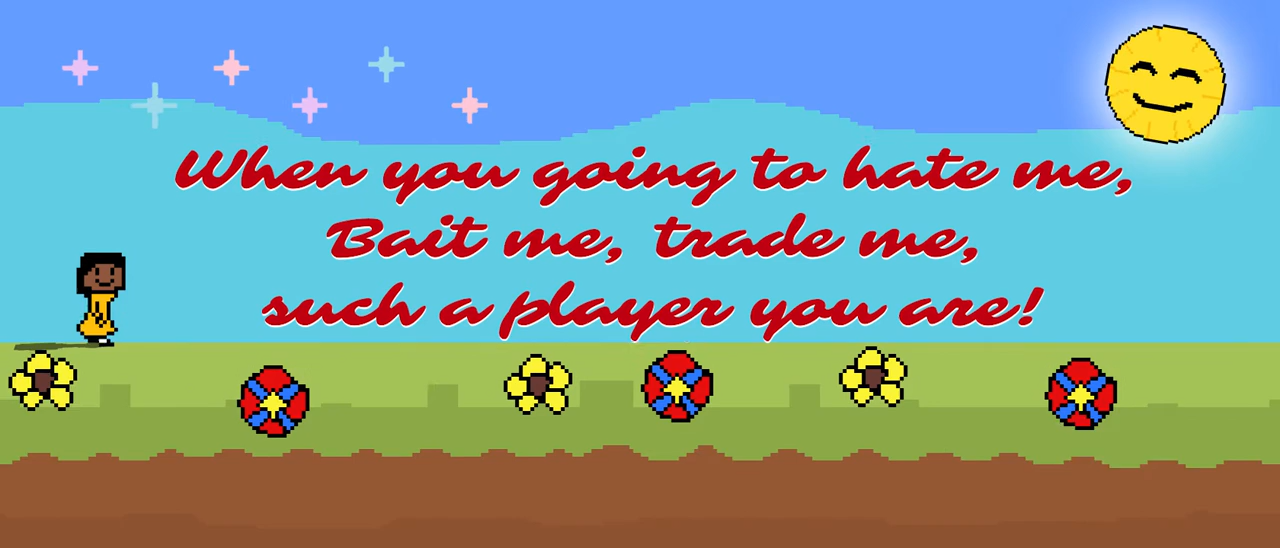 When you going to hate me,
Bait me, trade me,
such a player you are!